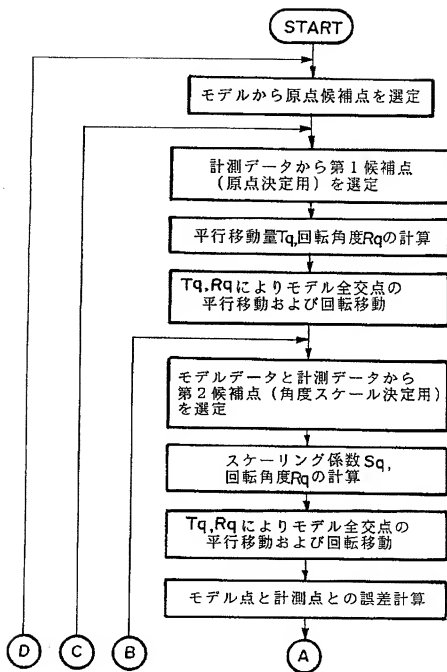 START
モデルから原点候補点を選定
計測データから第1候補点
(原点決定用)を選定
平行移動量Tq,回転角度Rqの計算
Tq,Rqによりモデル全交点の
平行移動および回転移動
モデルデータと計測データから
第2候補点(角度スケール決定用)
を選定
スケーリング係数Sq,
回転角度Rqの計算
Tq,Rqによりモデル全交点の
平行移動および回転移動
モデル点と計測点との誤差計算
D
C
B
A